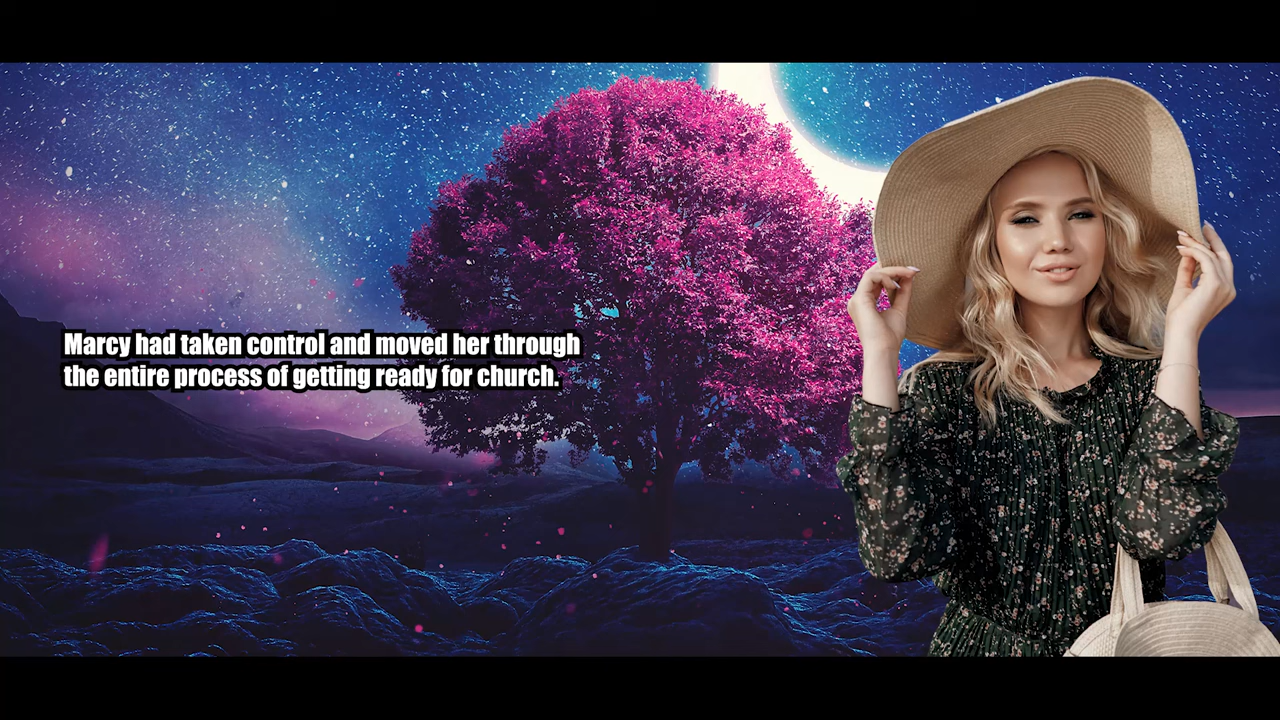 Marcy had taken control and moved her through
the entire process of getting ready for church.